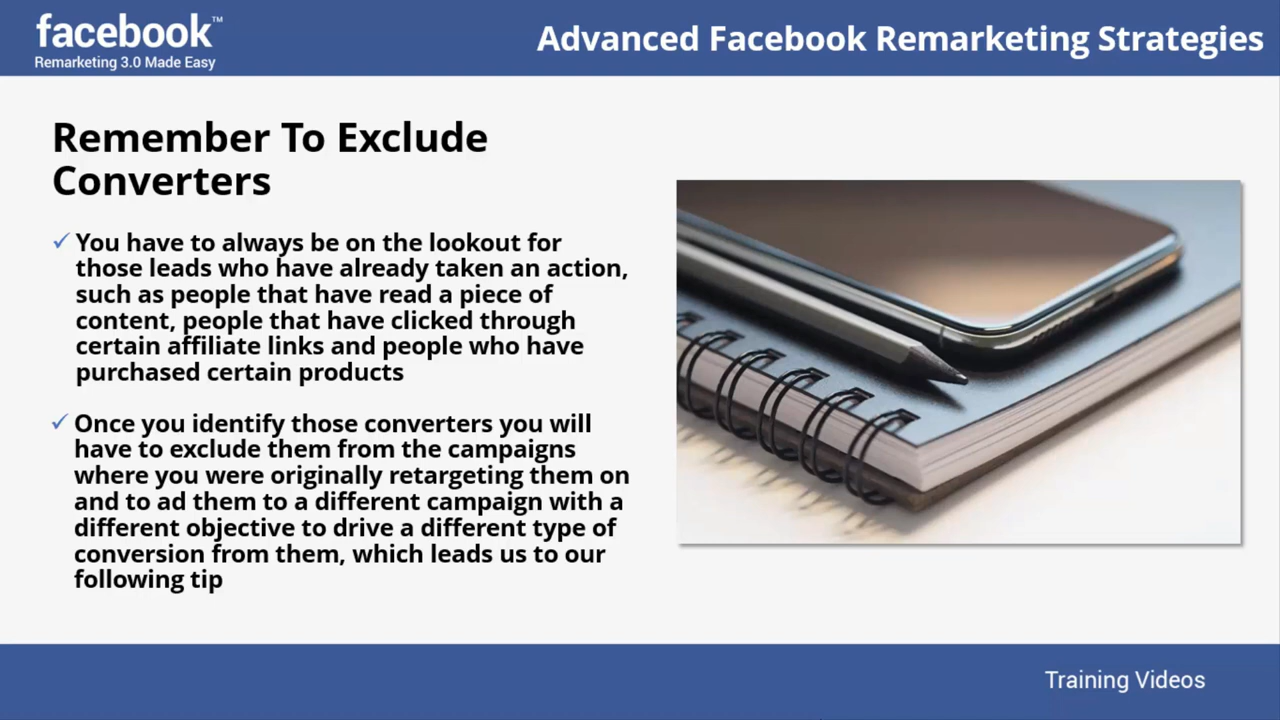 facebook™
Remarketing 3.0 Made Easy
Advanced Facebook Remarketing Strategies
Remember To Exclude
Converters
✓ You have to always be on the lookout for
those leads who have already taken an action,
such as people that have read a piece of
content, people that have clicked through
certain affiliate links and people who have
purchased certain products
✓ Once you identify those converters you will
have to exclude them from the campaigns
where you were originally retargeting them on
and to ad them to a different campaign with a
different objective to drive a different type of
conversion from them, which leads us to our
following tip
Training Videos